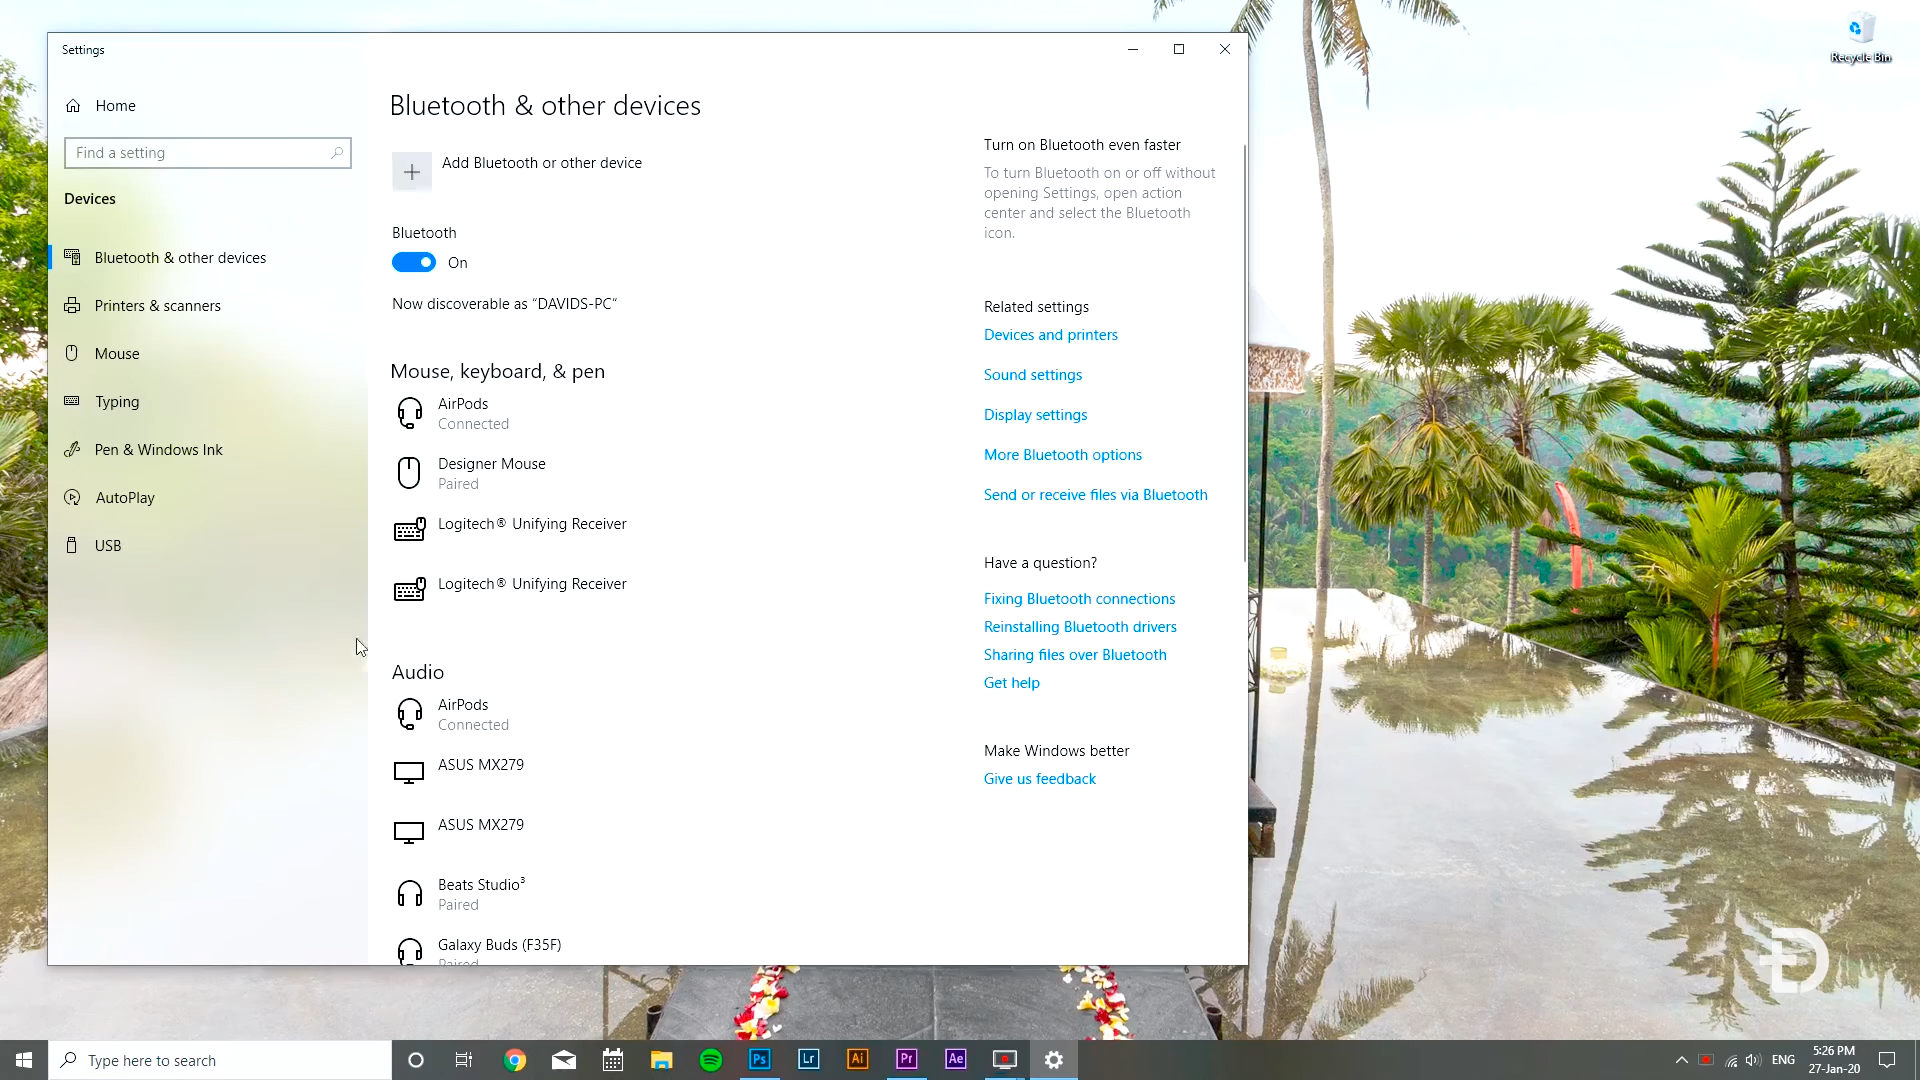 Settings
Home
Find a setting
Devices
Bluetooth & other devices
Printers & scanners
Mouse
Typing
Pen & Windows Ink
AutoPlay
USB
Bluetooth & other devices
Add Bluetooth or other device
Bluetooth
On
Now discoverable as “DAVIDS-PC”
Mouse, keyboard, & pen
AirPods
Connected
Designer Mouse
Paired
Logitech® Unifying Receiver
Logitech® Unifying Receiver
Audio
AirPods
Connected
ASUS MX279
ASUS MX279
Beats Studio³
Paired
Galaxy Buds (F35F)
Paired
Turn on Bluetooth even faster
To turn Bluetooth on or off without
opening Settings, open action
center and select the Bluetooth
icon.
Related settings
Devices and printers
Sound settings
Display settings
More Bluetooth options
Send or receive files via Bluetooth
Have a question?
Fixing Bluetooth connections
Reinstalling Bluetooth drivers
Sharing files over Bluetooth
Get help
Make Windows better
Give us feedback
Recycle Bin
Type here to search
Ps
Lr
Ai
Pr
Ae
ENG
5:26 PM
27-Jan-20